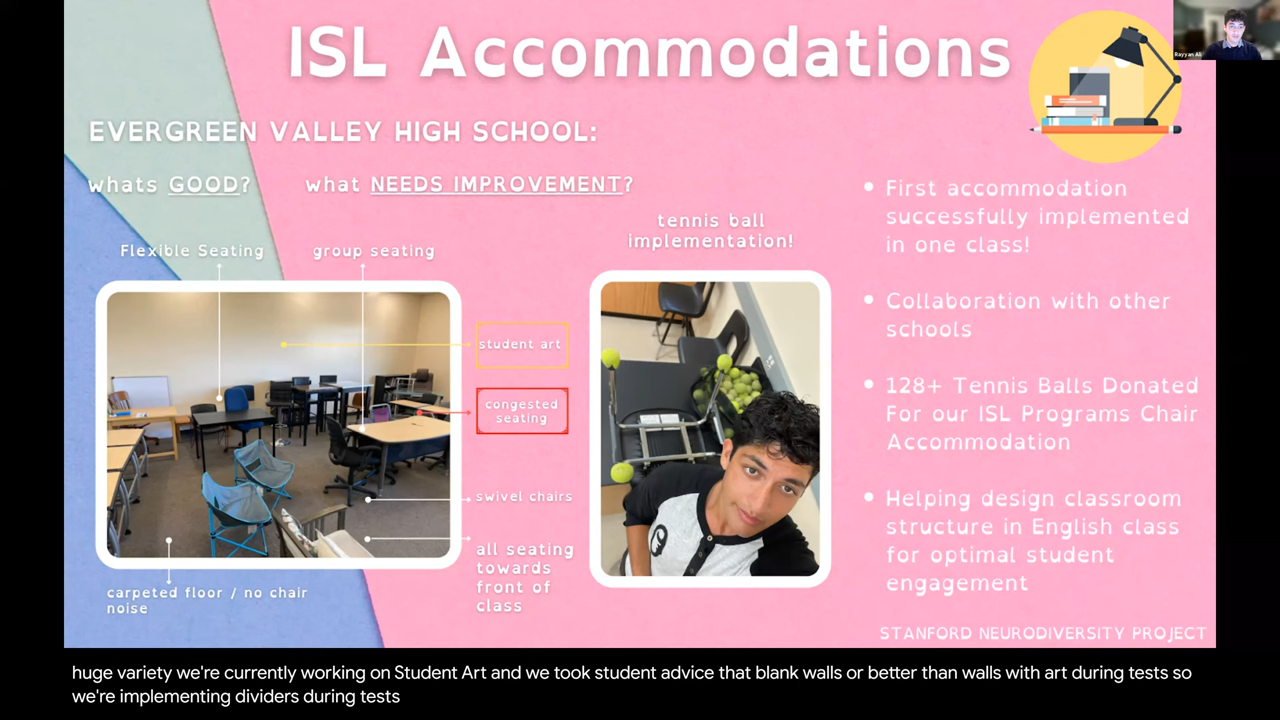 ISL Accommodations
Rayyan Ali
EVERGREEN VALLEY HIGH SCHOOL:
whats GOOD?
what NEEDS IMPROVEMENT?
Flexible Seating
group seating
student art
congested
seating
swivel chairs
all seating
towards
front of
class
carpeted floor / no chair
noise
tennis ball
implementation!
• First accommodation
successfully implemented
in one class!
• Collaboration with other
schools
• 128+ Tennis Balls Donated
For our ISL Programs Chair
Accommodation
• Helping design classroom
structure in English class
for optimal student
engagement
STANFORD NEURODIVERSITY PROJECT
huge variety we're currently working on Student Art and we took student advice that blank walls or better than walls with art during tests so
we're implementing dividers during tests